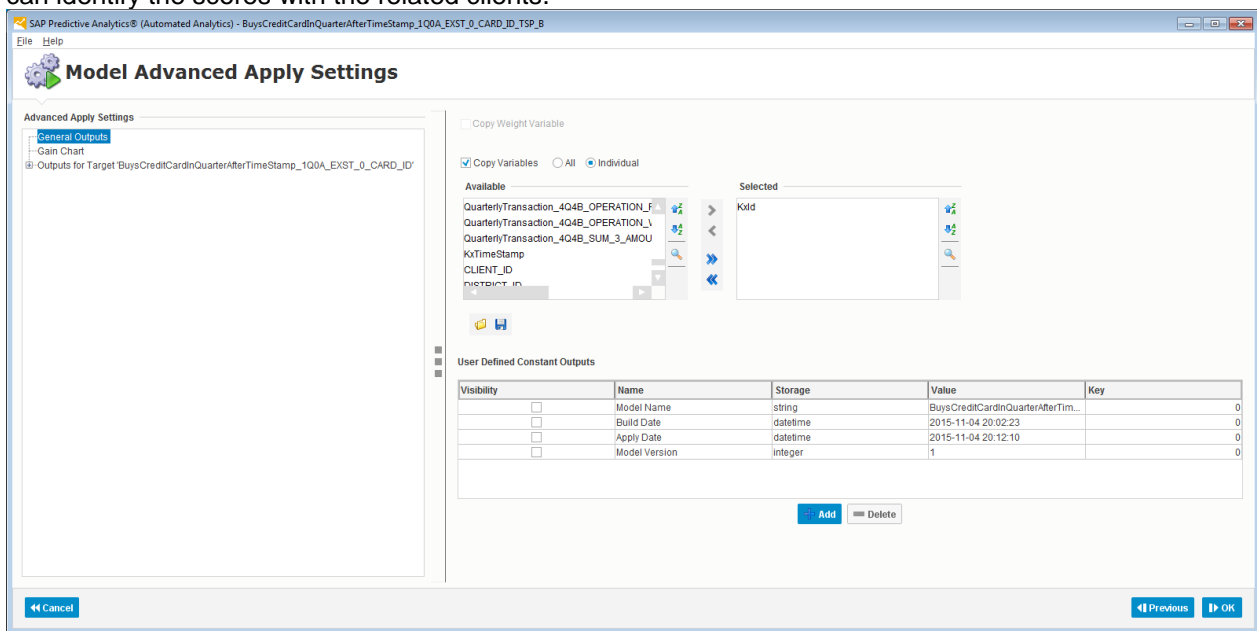 can identify the scores with the related clients.
SAP Predictive Analytics® (Automated Analytics) - BuysCreditCardInQuarterAfterTimeStamp_1Q0A_EXST_0_CARD_ID_TSP_B
File Help
Model Advanced Apply Settings
Advanced Apply Settings
General Outputs
Gain Chart
Outputs for Target 'BuysCreditCardInQuarterAfterTimeStamp_1Q0A_EXST_0_CARD_ID'
Copy Weight Variable
Copy Variables All Individual
Available Selected
QuarterlyTransaction_4Q4B_OPERATION_ KxId
QuarterlyTransaction_4Q4B_OPERATION_
QuarterlyTransaction_4Q4B_SUM_3_AMOU
KxTimeStamp
CLIENT_ID
DISTRICT_ID
User Defined Constant Outputs
Visibility Name Storage Value Key
Model Name string BuysCreditCardInQuarterAfterTim... 0
Build Date datetime 2015-11-04 20:02:23 0
Apply Date datetime 2015-11-04 20:12:10 0
Model Version integer 1 0
Add Delete
Cancel Previous OK